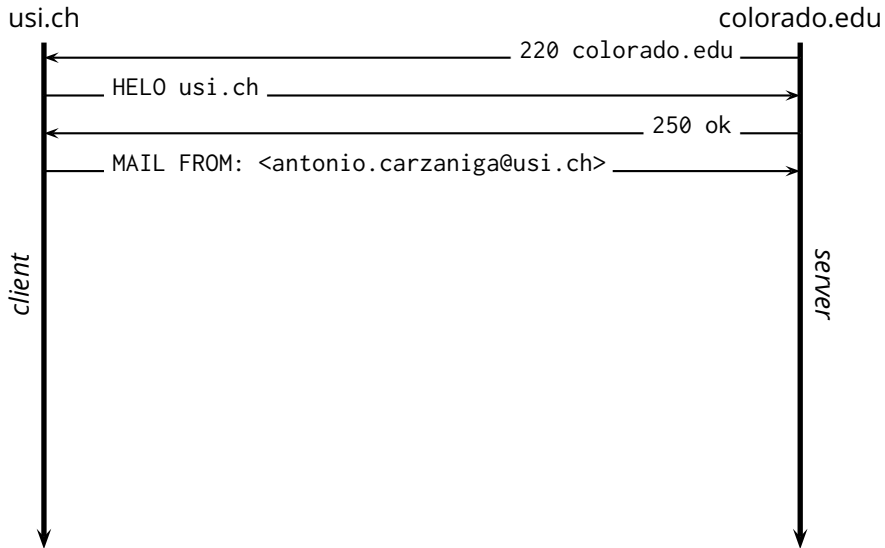 usi.ch colorado.edu
220 colorado.edu
HELO usi.ch
250 ok
MAIL FROM: <antonio.carzaniga@usi.ch>
client
server